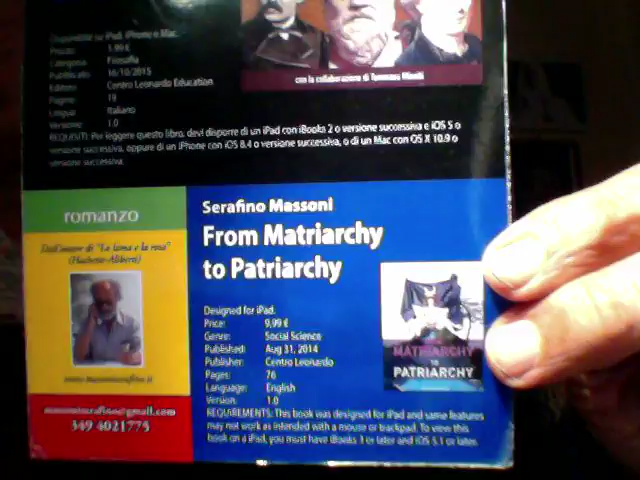 Disponibile su iPad, iPhone e Mac.
Prezzo: 1,99 €
Categoria: Filosofia
Pubblicato: 16/10/2015
Editore: Centro Leonardo Education
Pagine: 19
Lingua: Italiano
Versione: 1.0
REQUISITI: Per leggere questo libro, devi disporre di un iPad con iBooks 2 o versione successiva e iOS 5 o
versione successiva, oppure di un iPhone con iOS 8.4 o versione successiva, o di un Mac con OS X 10.9 o
versione successiva.
con la collaborazione di Tommaso
romanzo
Dall'autore di "La lama e la rosa"
Serafino Massoni
From Matriarchy
to Patriarchy
Designed for iPad.
Price: 9,99 €
Genre: Social Science
Published: Aug 31, 2014
Publisher: Centro Leonardo
Pages: 76
Language: English
Version: 1.0
REQUIREMENTS: This book was designed for iPad and some features
may not work as intended with a mouse or trackpad. To view this
book on a iPad, you must have iBooks 3 or later and iOS 5.1 or later.
MATRIARCHY
TO
PATRIARCHY
massoniserafino@gmail.com
349 4021775